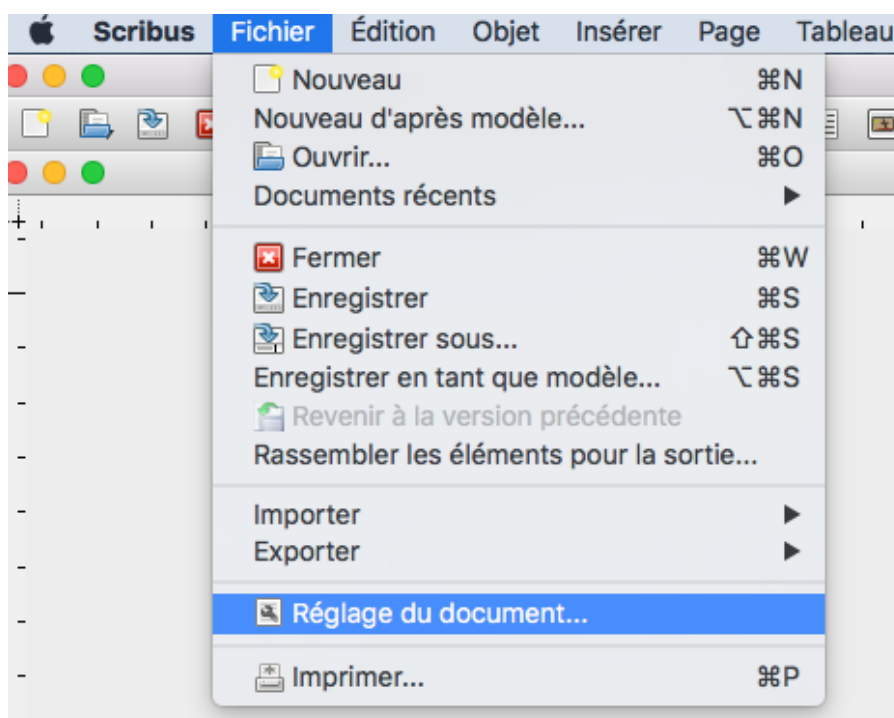 Scribus Fichier Édition Objet Insérer Page Tableau
Nouveau ⌘N
Nouveau d'après modèle... ⌥⌘N
Ouvrir... ⌘O
Documents récents ▶
Fermer ⌘W
Enregistrer ⌘S
Enregistrer sous... ⇧⌘S
Enregistrer en tant que modèle... ⌥⌘S
Revenir à la version précédente
Rassembler les éléments pour la sortie...
Importer ▶
Exporter ▶
Réglage du document...
Imprimer... ⌘P